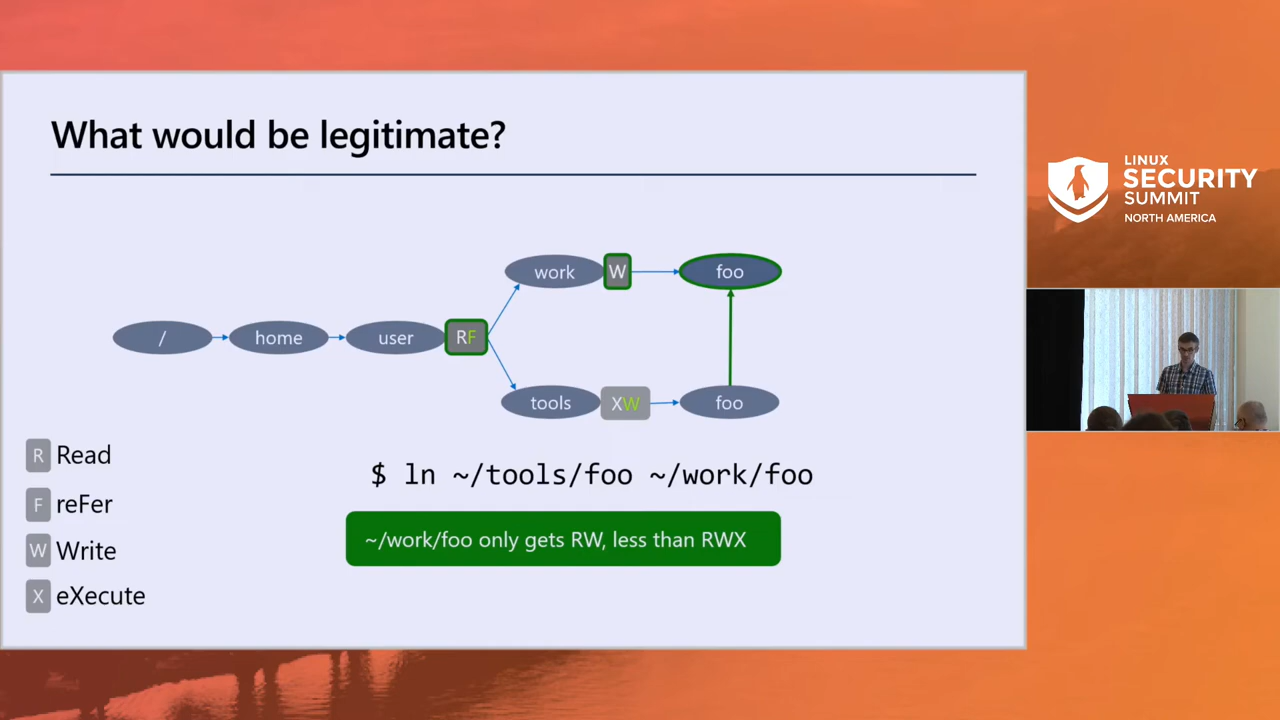 What would be legitimate?
LINUX
SECURITY
SUMMIT
NORTH AMERICA
work W foo
/ home user RF
tools XW foo
R Read
F reFer
W Write
X eXecute
$ ln ~/tools/foo ~/work/foo
~/work/foo only gets RW, less than RWX